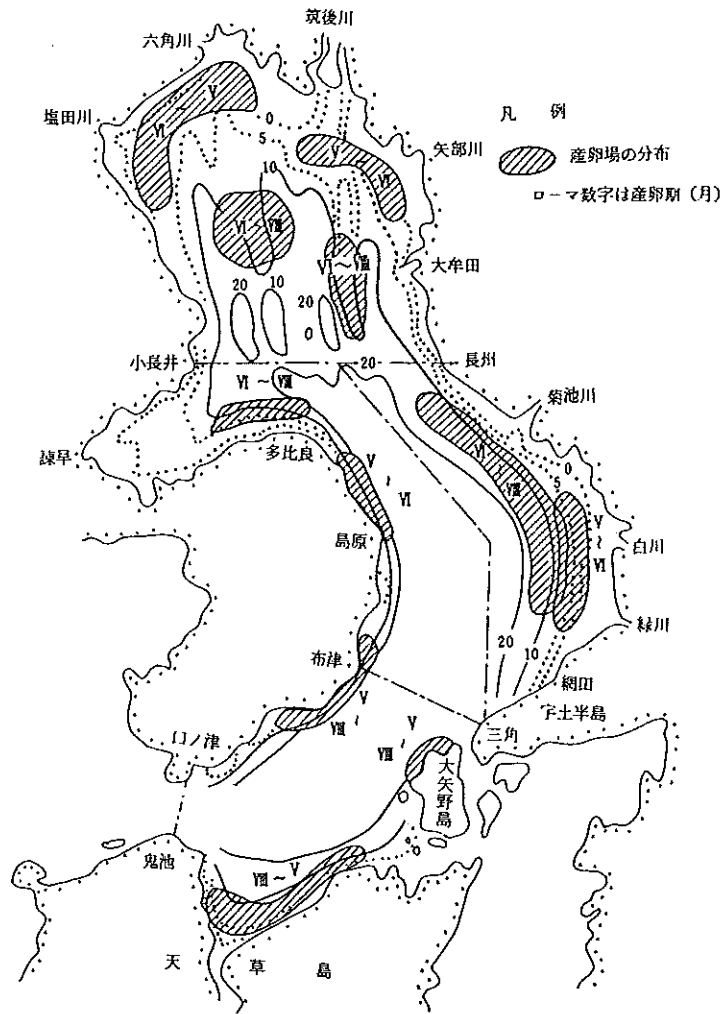 筑後川
六角川
塩田川
凡 例
産卵場の分布
ローマ数字は産卵期(月)
矢部川
V
~
VI
0
5
V
~
VI
10
VI~VIII
VI~VIII
大牟田
20
10
20
0
小長井
20
長州
VI~VIII
菊池川
諫早
多比良
V
~
VI
VI
~
VIII
0
5
V
~
VI
島原
白川
緑川
20
10
布津
網田
宇土半島
V
~
VIII
V
~
VIII
三角
口ノ津
大矢野島
鬼池
VIII~V
天草島